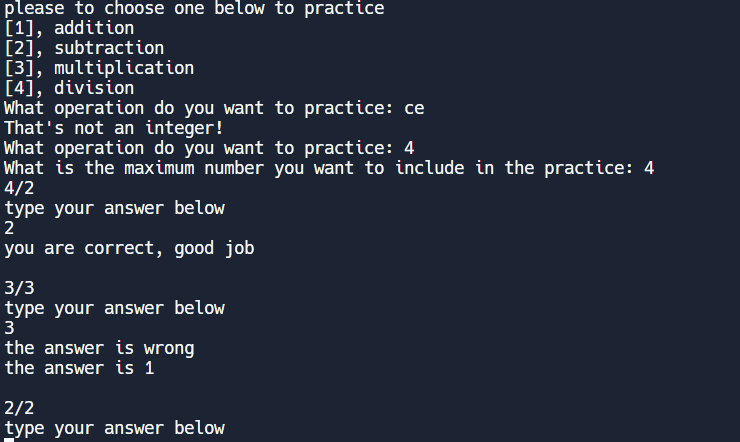 please to choose one below to practice
[1], addition
[2], subtraction
[3], multiplication
[4], division
What operation do you want to practice: ce
That's not an integer!
What operation do you want to practice: 4
What is the maximum number you want to include in the practice: 4
4/2
type your answer below
2
you are correct, good job
3/3
type your answer below
3
the answer is wrong
the answer is 1
2/2
type your answer below